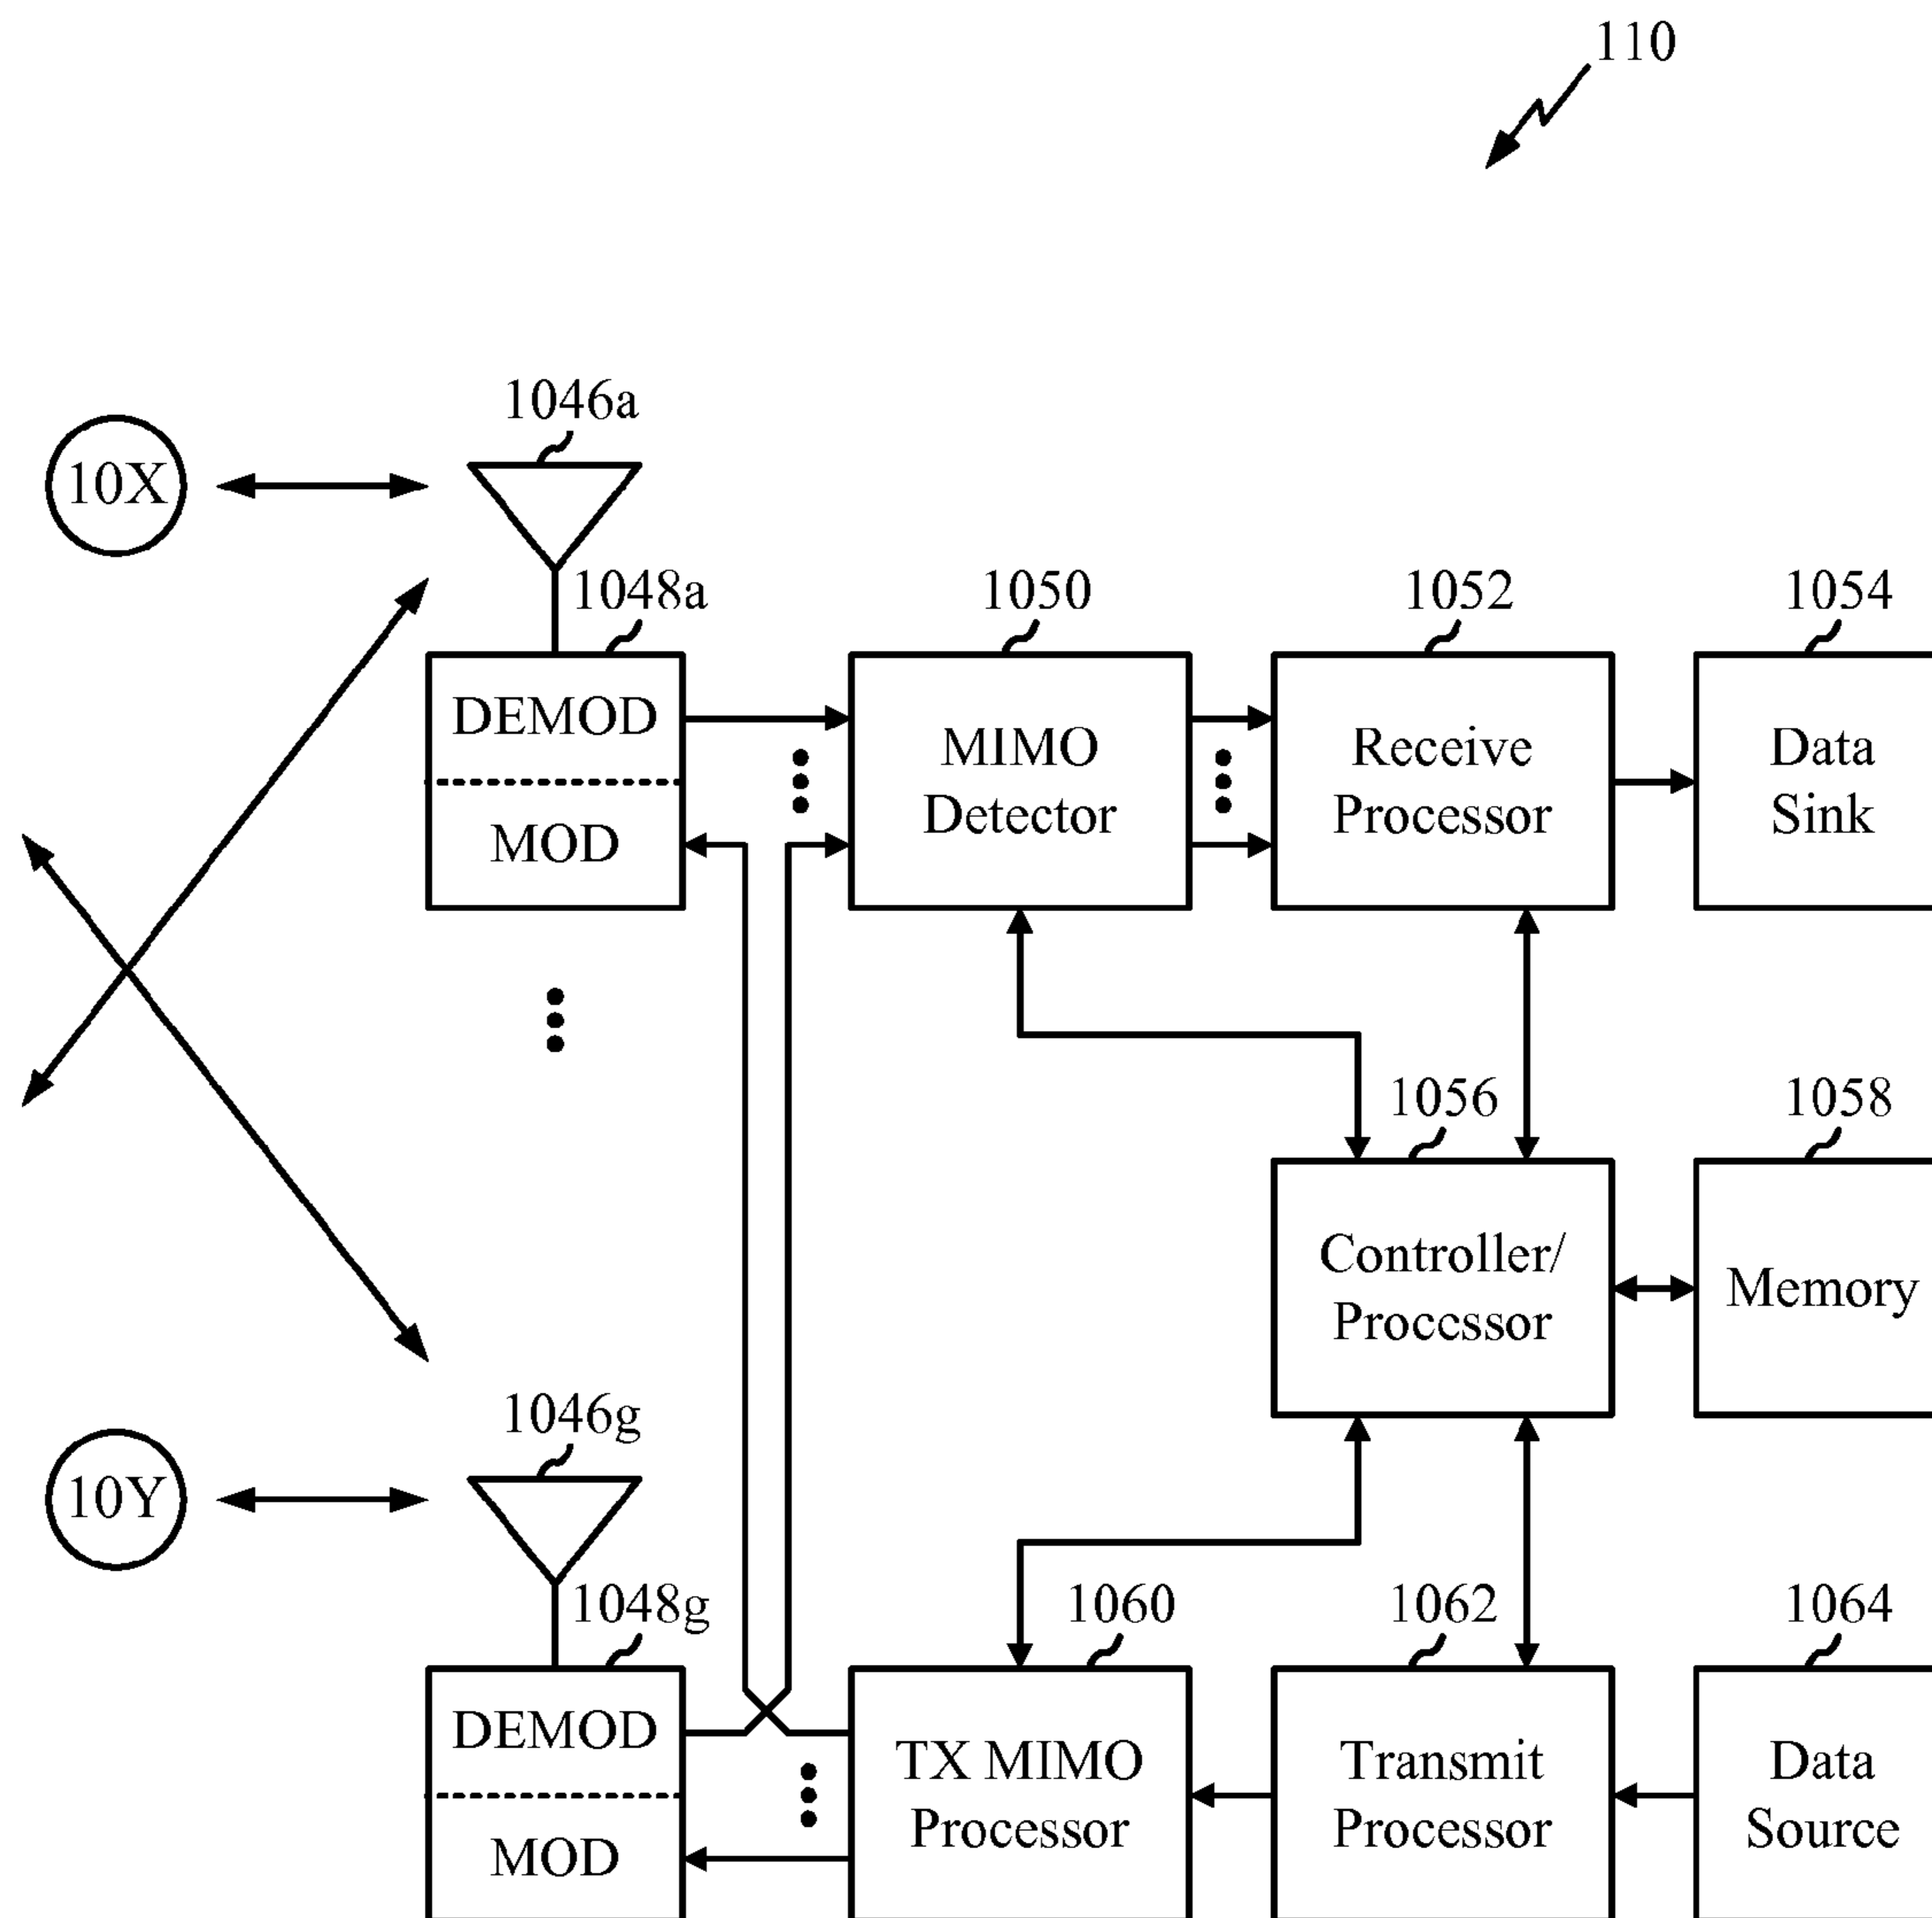 110
1046a
10X
1048a
1050
1052
1054
DEMOD
MOD
MIMO
Detector
Receive
Processor
Data
Sink
1056
1058
Controller/
Proccssor
Memory
1046g
10Y
1048g
1060
1062
1064
DEMOD
MOD
TX MIMO
Processor
Transmit
Processor
Data
Source